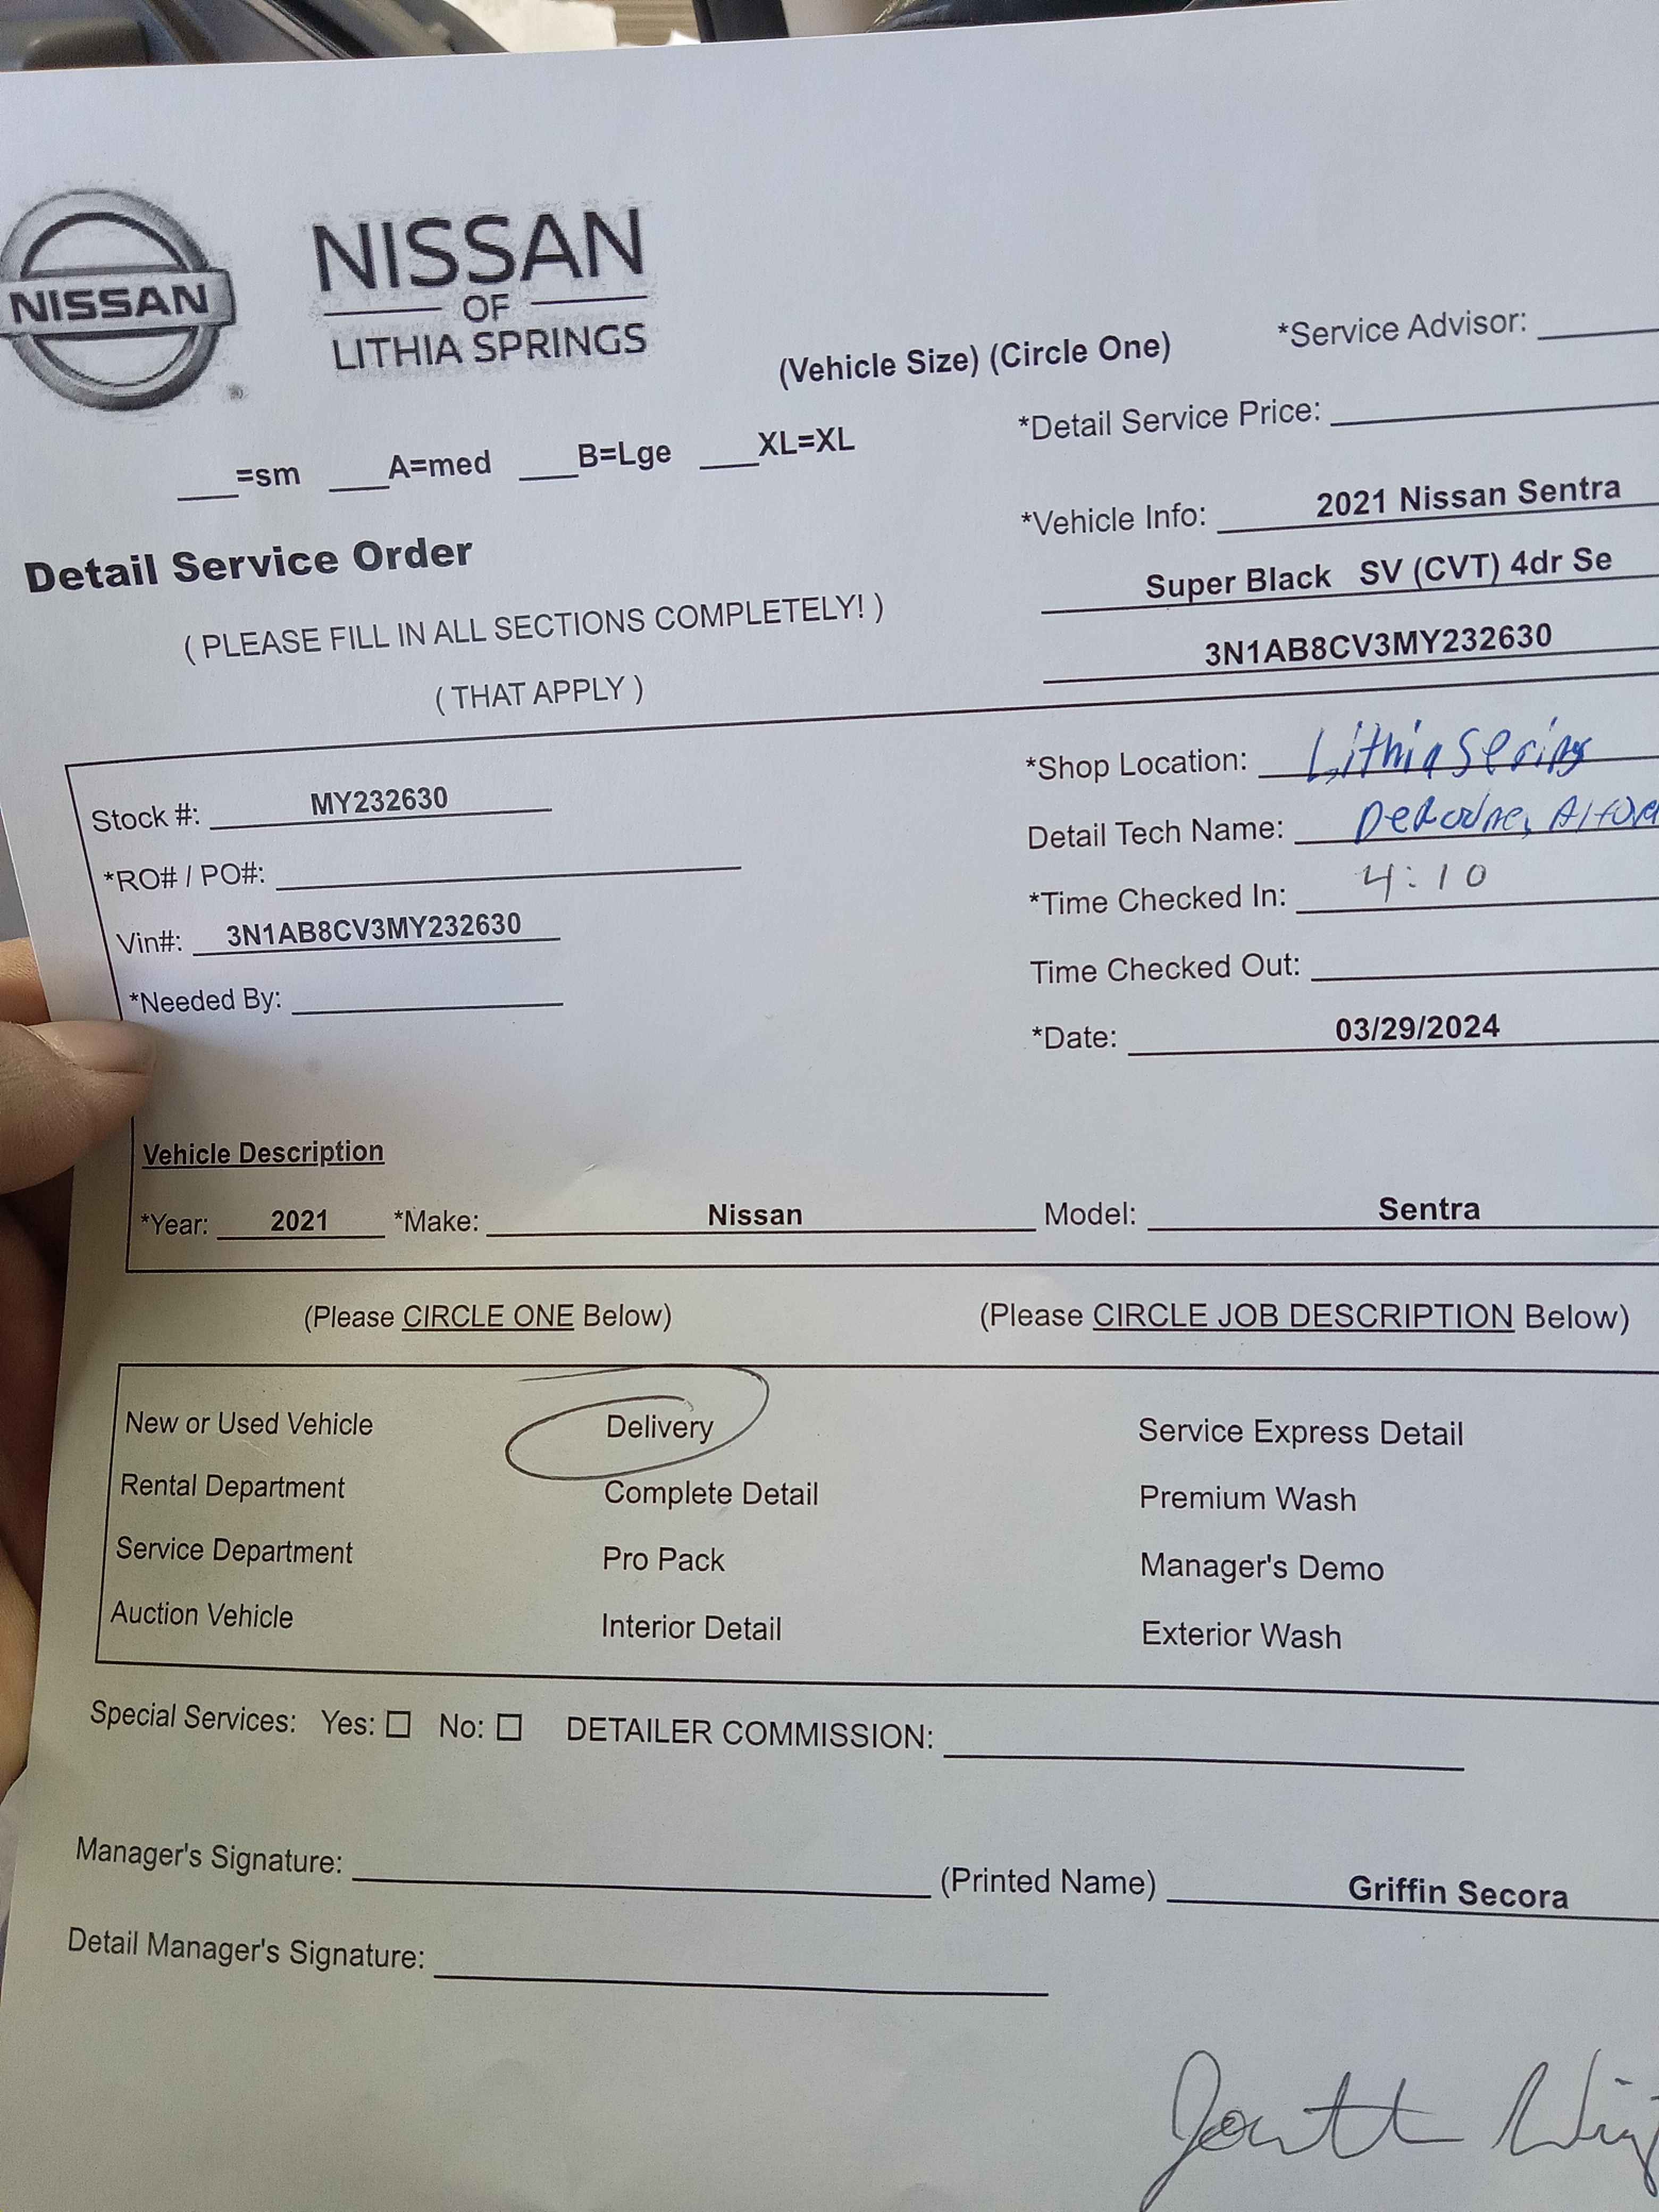 NISSAN
NISSAN
OF
LITHIA SPRINGS
(Vehicle Size) (Circle One)
*Service Advisor:
___=sm ___A=med ___B=Lge ___XL=XL
*Detail Service Price:
*Vehicle Info: 2021 Nissan Sentra
Super Black SV (CVT) 4dr Se
3N1AB8CV3MY232630
Detail Service Order
( PLEASE FILL IN ALL SECTIONS COMPLETELY! )
( THAT APPLY )
Stock #: MY232630
*RO# / PO#:
Vin#: 3N1AB8CV3MY232630
*Needed By:
*Shop Location: Lithia
Detail Tech Name:
*Time Checked In: 4:10
Time Checked Out:
*Date: 03/29/2024
Vehicle Description
*Year: 2021 *Make: Nissan Model: Sentra
(Please CIRCLE ONE Below) (Please CIRCLE JOB DESCRIPTION Below)
New or Used Vehicle Delivery Service Express Detail
Rental Department Complete Detail Premium Wash
Service Department Pro Pack Manager's Demo
Auction Vehicle Interior Detail Exterior Wash
Special Services: Yes: ☐ No: ☐ DETAILER COMMISSION:
Manager's Signature: (Printed Name) Griffin Secora
Detail Manager's Signature: